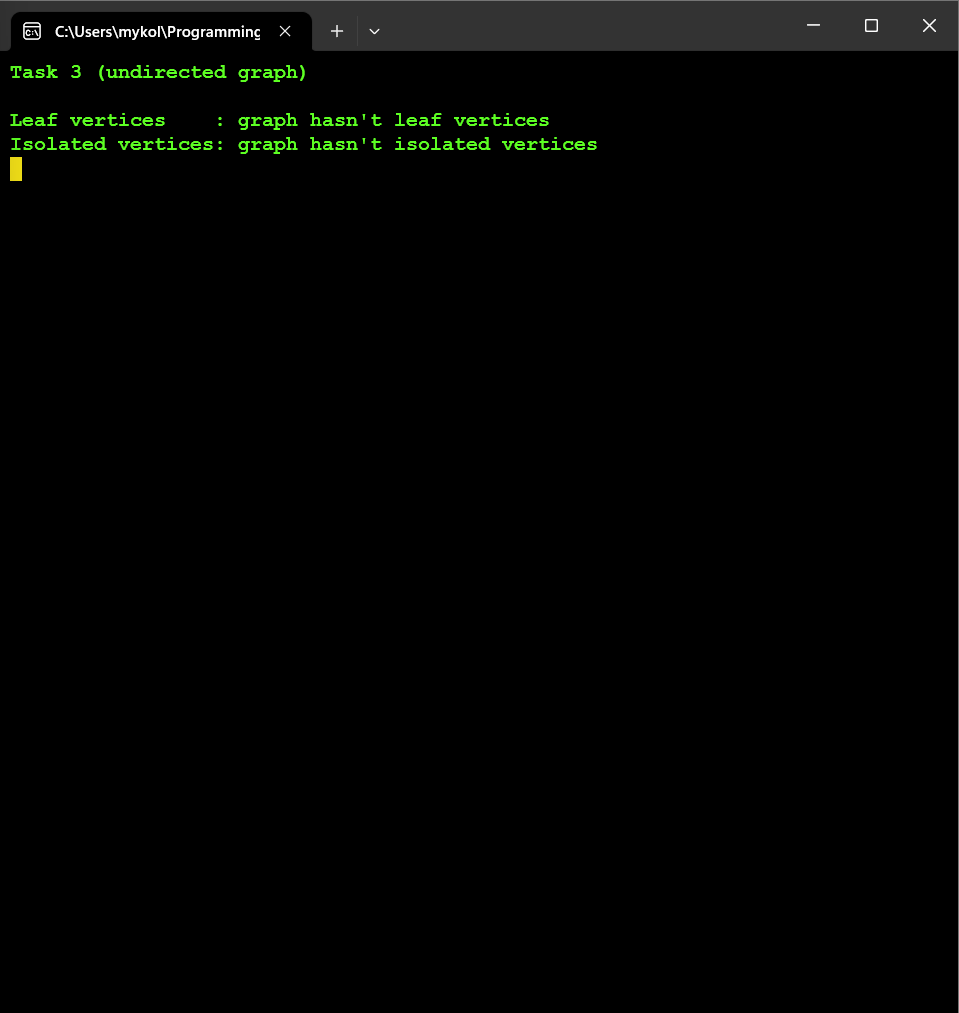 C:\Users\mykol\Programming
Task 3 (undirected graph)
Leaf vertices    : graph hasn't leaf vertices
Isolated vertices: graph hasn't isolated vertices